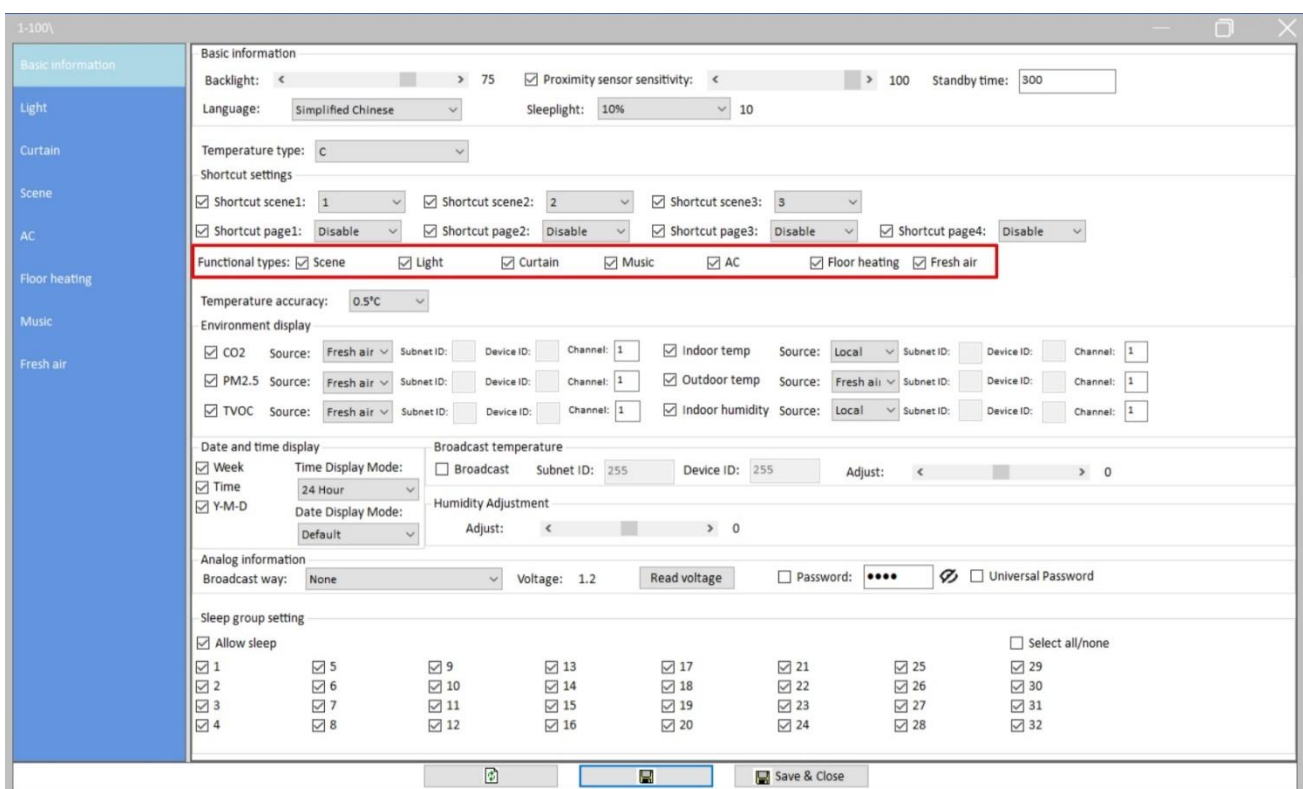 1-100\
Basic information
Light
Curtain
Scene
AC
Floor heating
Music
Fresh air
Basic information
Backlight: < > 75 Proximity sensor sensitivity: < > 100 Standby time: 300
Language: Simplified Chinese Sleeplight: 10% 10
Temperature type: C
Shortcut settings
Shortcut scene1: 1 Shortcut scene2: 2 Shortcut scene3: 3
Shortcut page1: Disable Shortcut page2: Disable Shortcut page3: Disable Shortcut page4: Disable
Functional types: Scene Light Curtain Music AC Floor heating Fresh air
Temperature accuracy: 0.5°C
Environment display
CO2 Source: Fresh air Subnet ID: Device ID: Channel: 1 Indoor temp Source: Local Subnet ID: Device ID: Channel: 1
PM2.5 Source: Fresh air Subnet ID: Device ID: Channel: 1 Outdoor temp Source: Fresh air Subnet ID: Device ID: Channel: 1
TVOC Source: Fresh air Subnet ID: Device ID: Channel: 1 Indoor humidity Source: Local Subnet ID: Device ID: Channel: 1
Date and time display
Week Time Display Mode:
Time 24 Hour
Y-M-D Date Display Mode:
Default
Broadcast temperature
Broadcast Subnet ID: 255 Device ID: 255 Adjust: < > 0
Humidity Adjustment
Adjust: < > 0
Analog information
Broadcast way: None Voltage: 1.2 Read voltage Password: •••• Universal Password
Sleep group setting
Allow sleep Select all/none
1 5 9 13 17 21 25 29
2 6 10 14 18 22 26 30
3 7 11 15 19 23 27 31
4 8 12 16 20 24 28 32
Save & Close